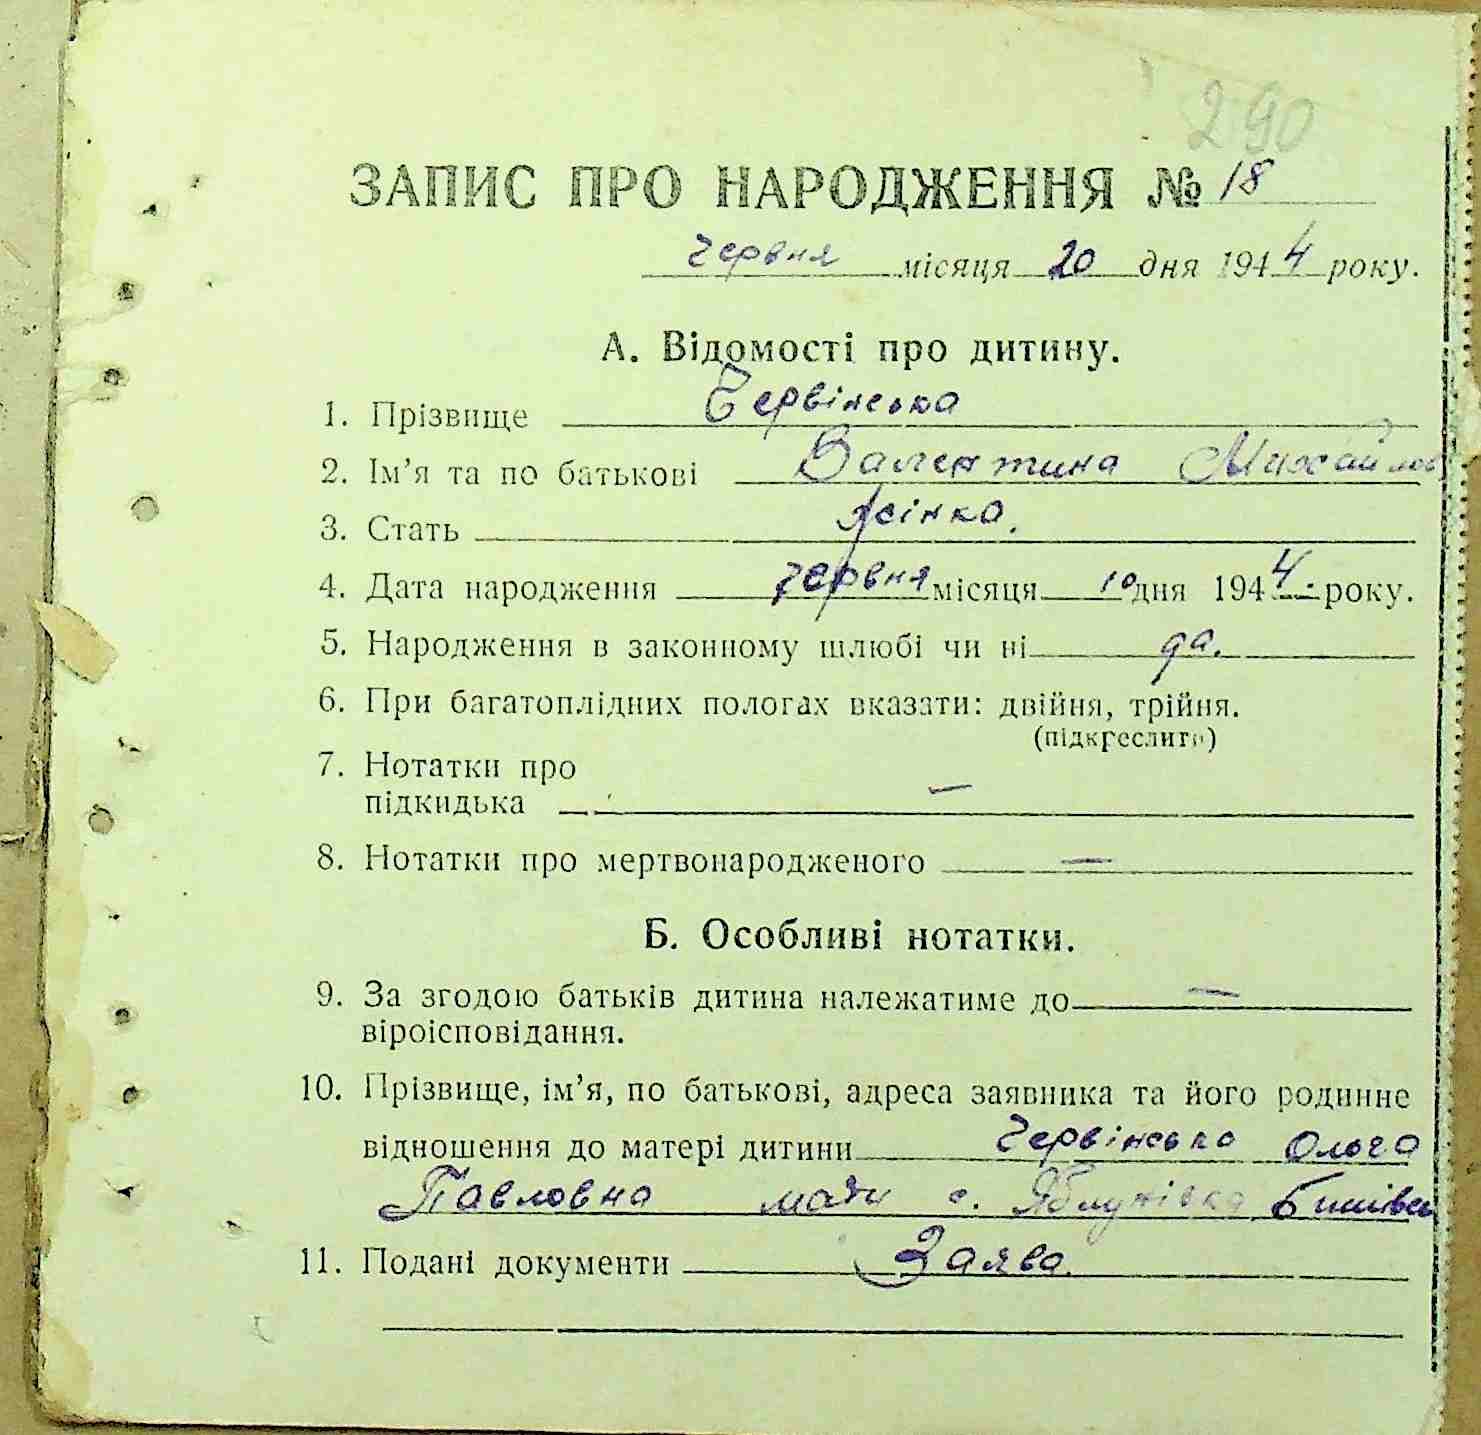 290
ЗАПИС ПРО НАРОДЖЕННЯ № 18
червня місяця 20 дня 1944 року.
А. Відомості про дитину.
1. Прізвище Червінська
2. Ім'я та по батькові Валентина Михайлов
3. Стать жінка.
4. Дата народження червня місяця 10 дня 1944 року.
5. Народження в законному шлюбі чи ні да.
6. При багатоплідних пологах вказати: двійня, трійня.
(підкреслити)
7. Нотатки про
підкидька —
8. Нотатки про мертвонародженого —
Б. Особливі нотатки.
9. За згодою батьків дитина належатиме до —
віроісповідання.
10. Прізвище, ім'я, по батькові, адреса заявника та його родинне
відношення до матері дитини Червінська Ольга
Павловна мати с. Яблунівка Бишівсь
11. Подані документи Заява.